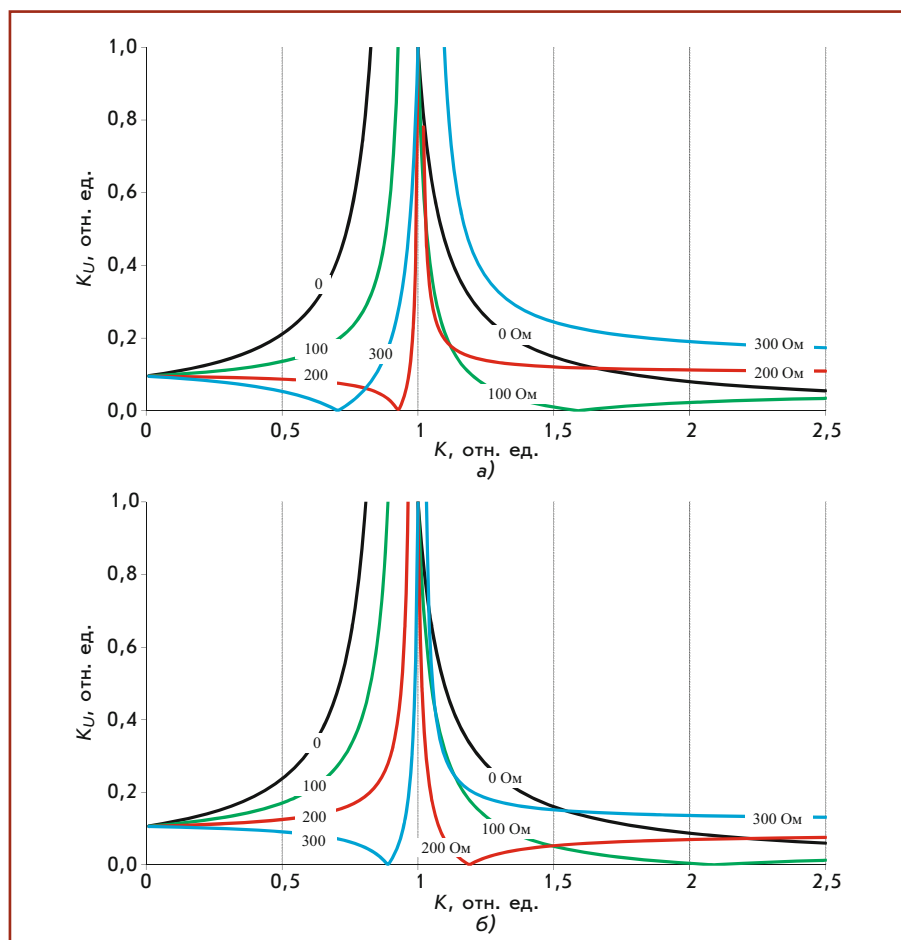 1,0
0,8
0,6
0,4
0,2
0,0
K_U, отн. ед.
0
100
200
300
0 Ом
100 Ом
200 Ом
300 Ом
0
0,5
1
1,5
2
2,5
K, отн. ед.
а)
1,0
0,8
0,6
0,4
0,2
0,0
K_U, отн. ед.
0
100
200
300
0 Ом
100 Ом
200 Ом
300 Ом
0
0,5
1
1,5
2
2,5
K, отн. ед.
б)